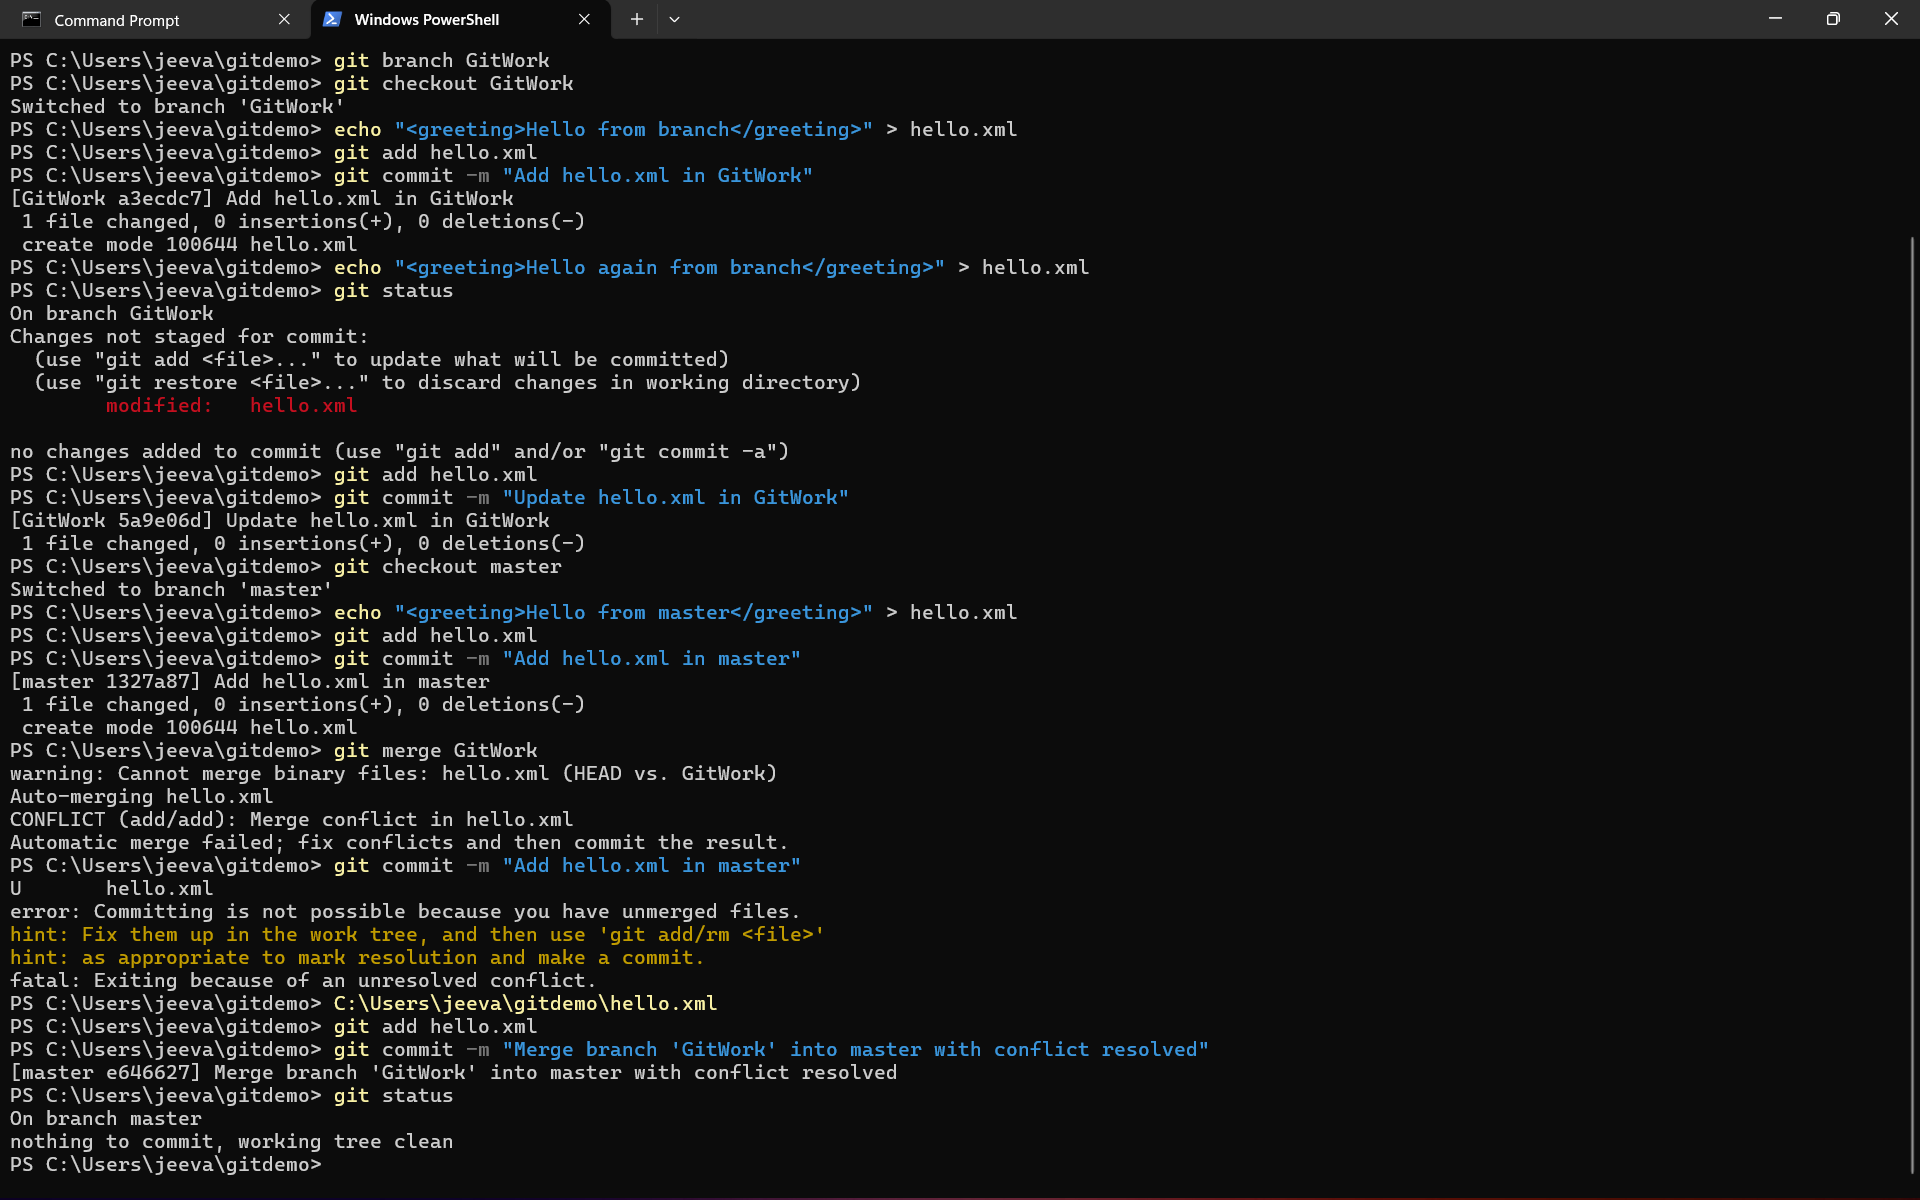 Command Prompt
Windows PowerShell
PS C:\Users\jeeva\gitdemo> git branch GitWork
PS C:\Users\jeeva\gitdemo> git checkout GitWork
Switched to branch 'GitWork'
PS C:\Users\jeeva\gitdemo> echo "<greeting>Hello from branch</greeting>" > hello.xml
PS C:\Users\jeeva\gitdemo> git add hello.xml
PS C:\Users\jeeva\gitdemo> git commit -m "Add hello.xml in GitWork"
[GitWork a3ecdc7] Add hello.xml in GitWork
 1 file changed, 0 insertions(+), 0 deletions(-)
 create mode 100644 hello.xml
PS C:\Users\jeeva\gitdemo> echo "<greeting>Hello again from branch</greeting>" > hello.xml
PS C:\Users\jeeva\gitdemo> git status
On branch GitWork
Changes not staged for commit:
  (use "git add <file>..." to update what will be committed)
  (use "git restore <file>..." to discard changes in working directory)
        modified:   hello.xml

no changes added to commit (use "git add" and/or "git commit -a")
PS C:\Users\jeeva\gitdemo> git add hello.xml
PS C:\Users\jeeva\gitdemo> git commit -m "Update hello.xml in GitWork"
[GitWork 5a9e06d] Update hello.xml in GitWork
 1 file changed, 0 insertions(+), 0 deletions(-)
PS C:\Users\jeeva\gitdemo> git checkout master
Switched to branch 'master'
PS C:\Users\jeeva\gitdemo> echo "<greeting>Hello from master</greeting>" > hello.xml
PS C:\Users\jeeva\gitdemo> git add hello.xml
PS C:\Users\jeeva\gitdemo> git commit -m "Add hello.xml in master"
[master 1327a87] Add hello.xml in master
 1 file changed, 0 insertions(+), 0 deletions(-)
 create mode 100644 hello.xml
PS C:\Users\jeeva\gitdemo> git merge GitWork
warning: Cannot merge binary files: hello.xml (HEAD vs. GitWork)
Auto-merging hello.xml
CONFLICT (add/add): Merge conflict in hello.xml
Automatic merge failed; fix conflicts and then commit the result.
PS C:\Users\jeeva\gitdemo> git commit -m "Add hello.xml in master"
U       hello.xml
error: Committing is not possible because you have unmerged files.
hint: Fix them up in the work tree, and then use 'git add/rm <file>'
hint: as appropriate to mark resolution and make a commit.
fatal: Exiting because of an unresolved conflict.
PS C:\Users\jeeva\gitdemo> C:\Users\jeeva\gitdemo\hello.xml
PS C:\Users\jeeva\gitdemo> git add hello.xml
PS C:\Users\jeeva\gitdemo> git commit -m "Merge branch 'GitWork' into master with conflict resolved"
[master e646627] Merge branch 'GitWork' into master with conflict resolved
PS C:\Users\jeeva\gitdemo> git status
On branch master
nothing to commit, working tree clean
PS C:\Users\jeeva\gitdemo>